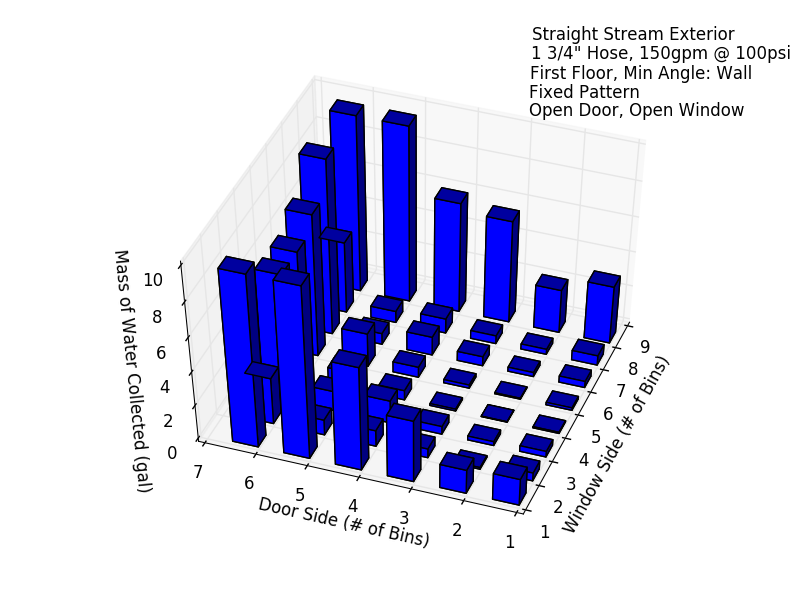 Straight Stream Exterior
1 3/4" Hose, 150gpm @ 100psi
First Floor, Min Angle: Wall
Fixed Pattern
Open Door, Open Window
Mass of Water Collected (gal)
10
8
6
4
2
0
7
6
5
4
3
2
1
Door Side (# of Bins)
9
8
7
6
5
4
3
2
1
Window Side (# of Bins)